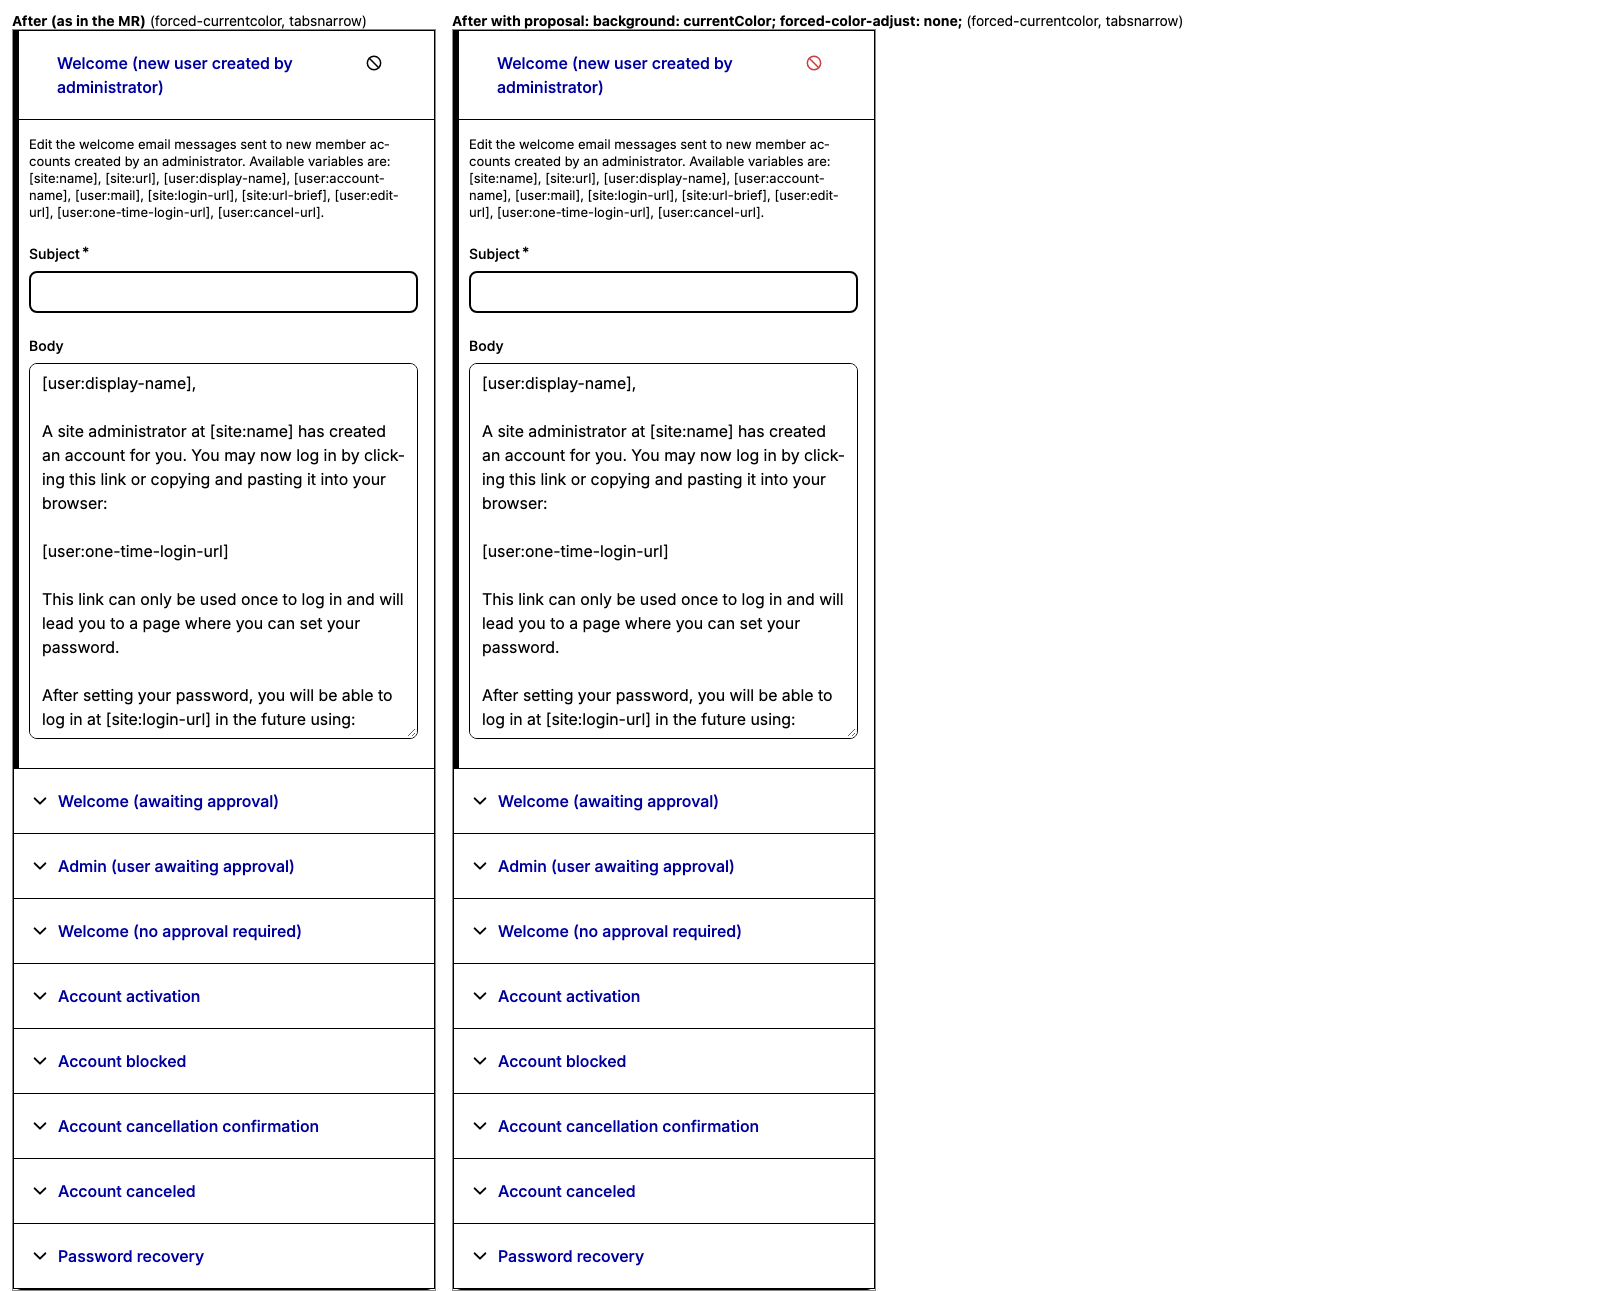 After (as in the MR) (forced-currentcolor, tabsnarrow)
Welcome (new user created by
administrator)
Edit the welcome email messages sent to new member ac-
counts created by an administrator. Available variables are:
[site:name], [site:url], [user:display-name], [user:account-
name], [user:mail], [site:login-url], [site:url-brief], [user:edit-
url], [user:one-time-login-url], [user:cancel-url].
Subject*
Body
[user:display-name],
A site administrator at [site:name] has created
an account for you. You may now log in by click-
ing this link or copying and pasting it into your
browser:
[user:one-time-login-url]
This link can only be used once to log in and will
lead you to a page where you can set your
password.
After setting your password, you will be able to
log in at [site:login-url] in the future using:
Welcome (awaiting approval)
Admin (user awaiting approval)
Welcome (no approval required)
Account activation
Account blocked
Account cancellation confirmation
Account canceled
Password recovery
After with proposal: background: currentColor; forced-color-adjust: none; (forced-currentcolor, tabsnarrow)
Welcome (new user created by
administrator)
Edit the welcome email messages sent to new member ac-
counts created by an administrator. Available variables are:
[site:name], [site:url], [user:display-name], [user:account-
name], [user:mail], [site:login-url], [site:url-brief], [user:edit-
url], [user:one-time-login-url], [user:cancel-url].
Subject*
Body
[user:display-name],
A site administrator at [site:name] has created
an account for you. You may now log in by click-
ing this link or copying and pasting it into your
browser:
[user:one-time-login-url]
This link can only be used once to log in and will
lead you to a page where you can set your
password.
After setting your password, you will be able to
log in at [site:login-url] in the future using:
Welcome (awaiting approval)
Admin (user awaiting approval)
Welcome (no approval required)
Account activation
Account blocked
Account cancellation confirmation
Account canceled
Password recovery